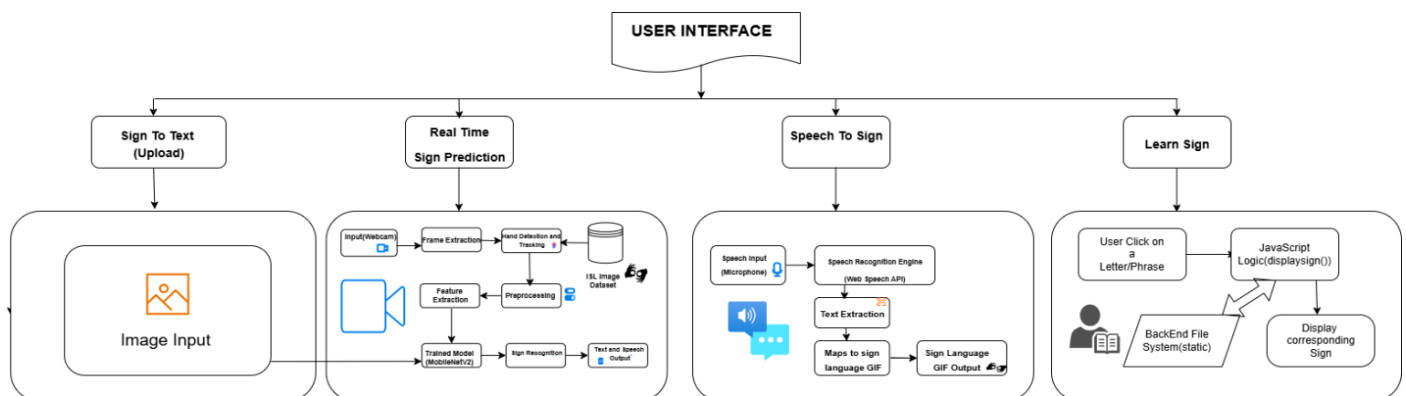 USER INTERFACE
Sign To Text
(Upload)
Real Time
Sign Prediction
Speech To Sign
Learn Sign
Image Input
Input(Webcam)
Frame Extraction
Hand Detection and
Tracking
ISL Image
Dataset
Feature
Extraction
Preprocessing
Trained Model
(MobileNetV2)
Sign Recognition
Text and Speech
Output
Speech Input
(Microphone)
Speech Recognition Engine
(Web Speech API)
Text Extraction
Maps to sign
language GIF
Sign Language
GIF Output
User Click on
a
Letter/Phrase
JavaScript
Logic(displaysign())
BackEnd File
System(static)
Display
corresponding
Sign